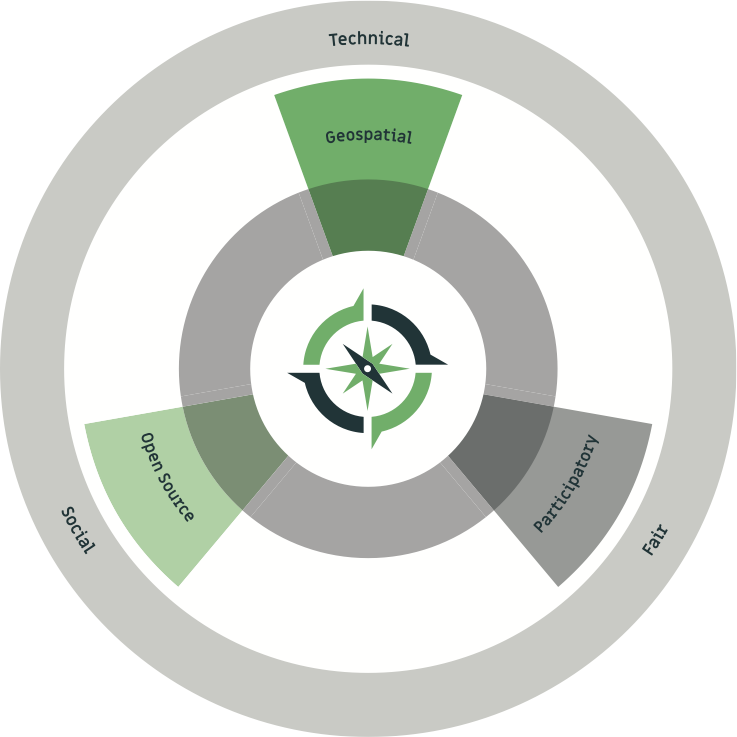 Technical
Geospatial
Open Source
Participatory
Social
Fair